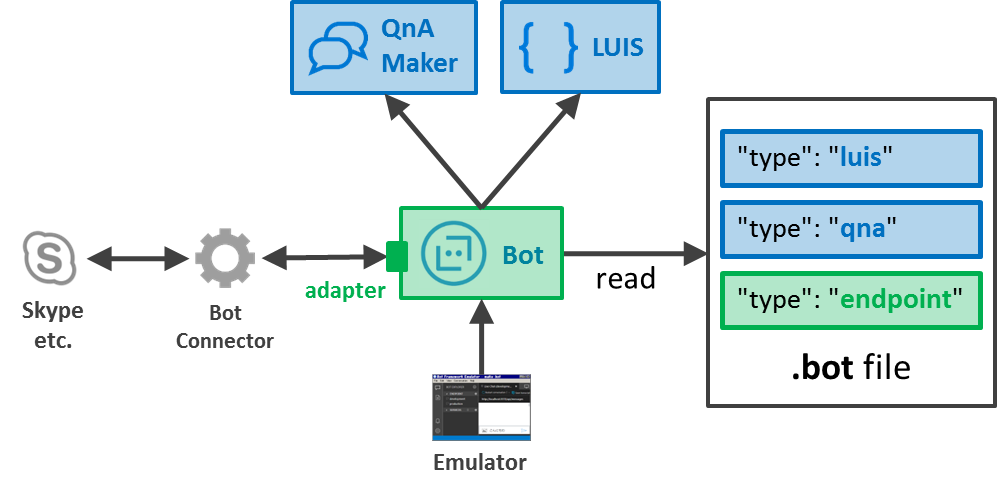 QnA
Maker
{ } LUIS
"type": "luis"
"type": "qna"
"type": "endpoint"
.bot file
S
Skype
etc.
Bot
Connector
adapter
Bot
read
Emulator